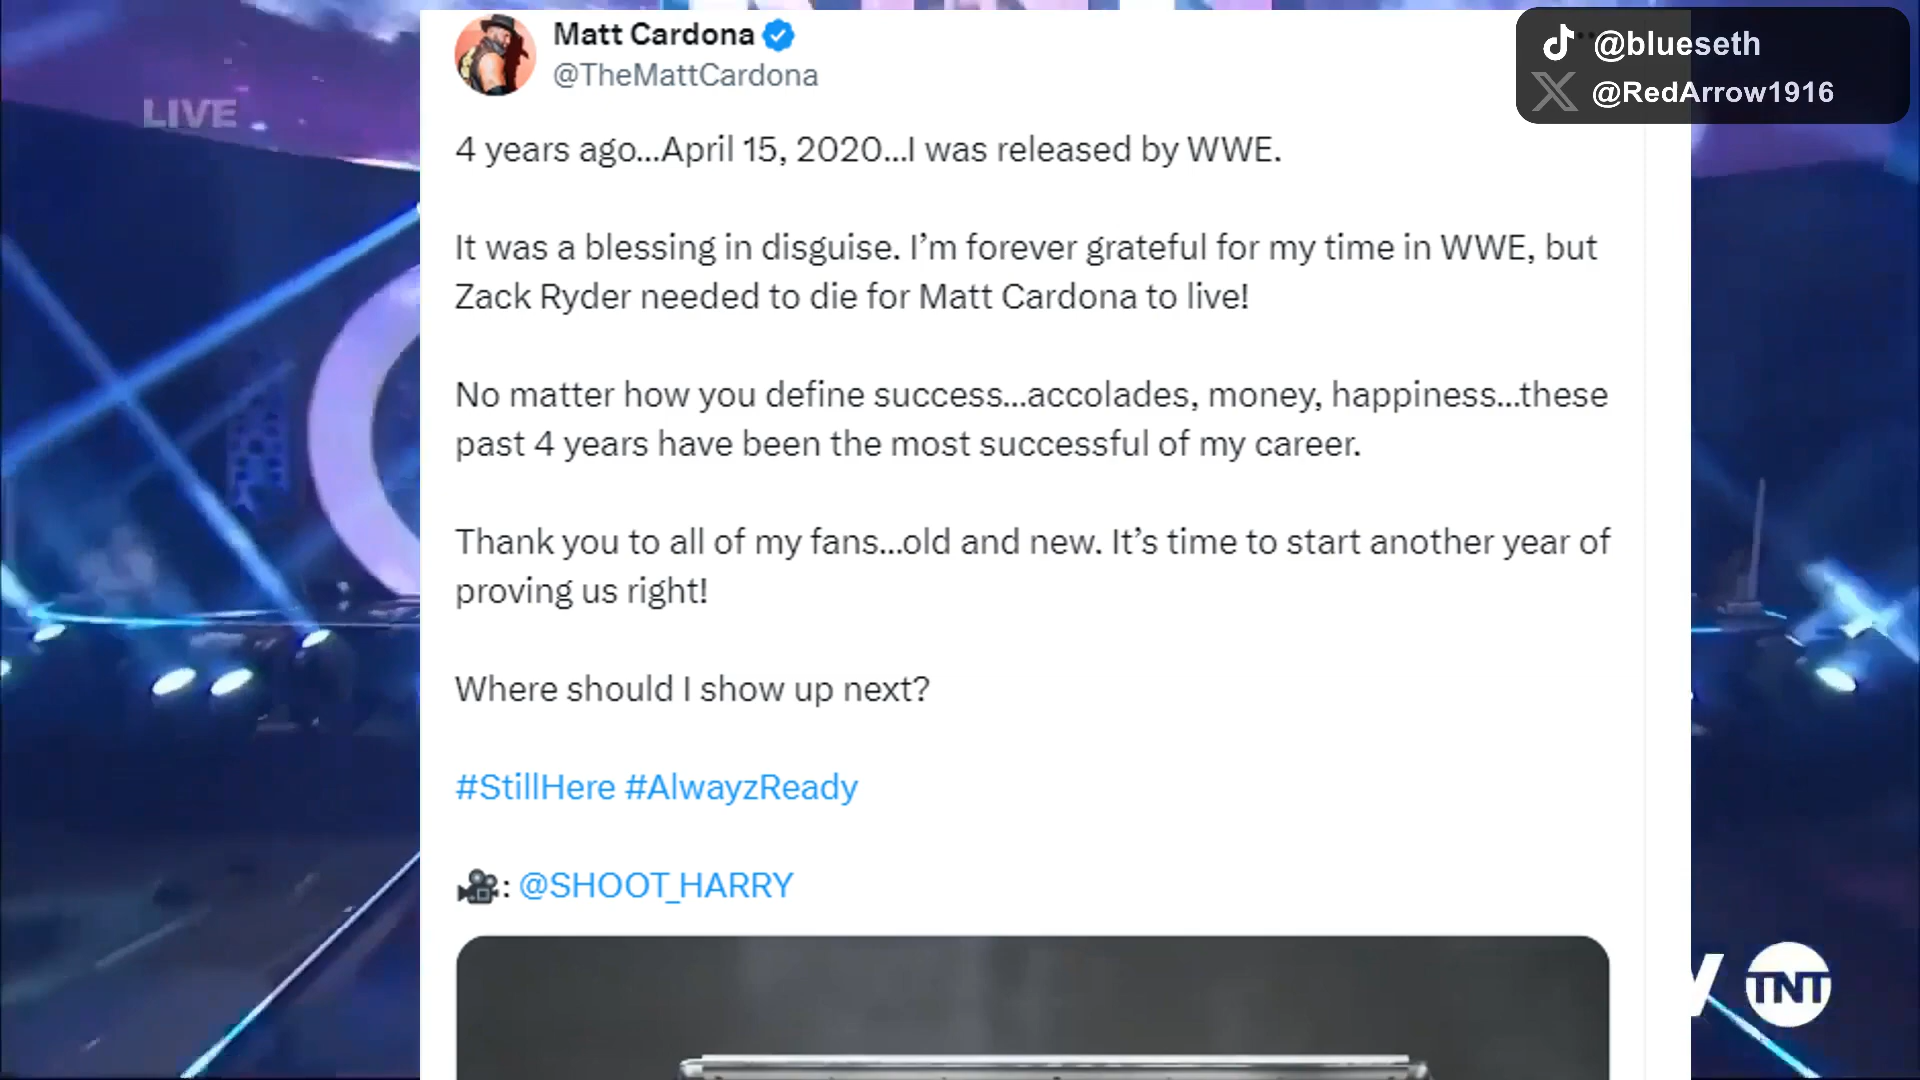 Matt Cardona
@TheMattCardona
@blueseth
@RedArrow1916
LIVE
4 years ago...April 15, 2020...I was released by WWE.
It was a blessing in disguise. I’m forever grateful for my time in WWE, but
Zack Ryder needed to die for Matt Cardona to live!
No matter how you define success...accolades, money, happiness...these
past 4 years have been the most successful of my career.
Thank you to all of my fans...old and new. It’s time to start another year of
proving us right!
Where should I show up next?
#StillHere #AlwayzReady
: @SHOOT_HARRY
TNT